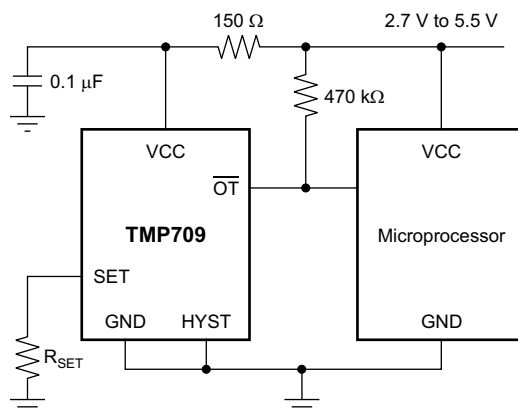 150 Ω
2.7 V to 5.5 V
0.1 μF
470 kΩ
VCC
VCC
OT
TMP709
Microprocessor
SET
GND
HYST
GND
RSET